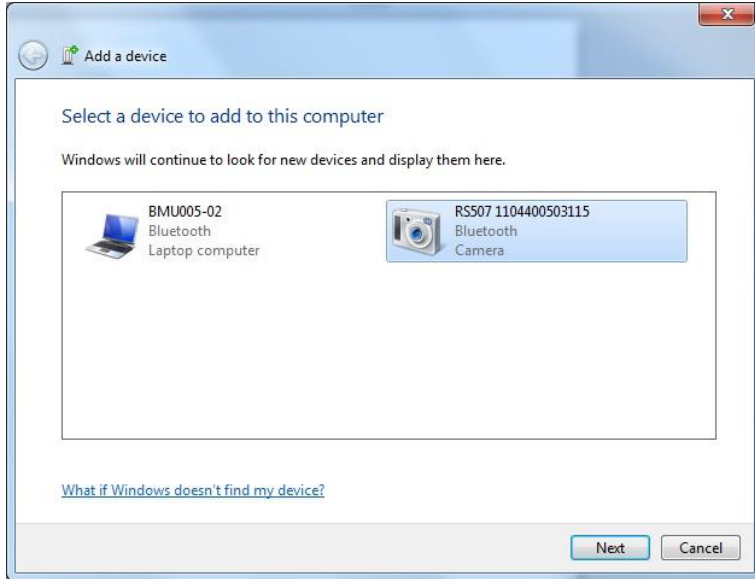 Add a device
Select a device to add to this computer
Windows will continue to look for new devices and display them here.
BMU005-02
Bluetooth
Laptop computer
RS507 1104400503115
Bluetooth
Camera
What if Windows doesn't find my device?
Next
Cancel